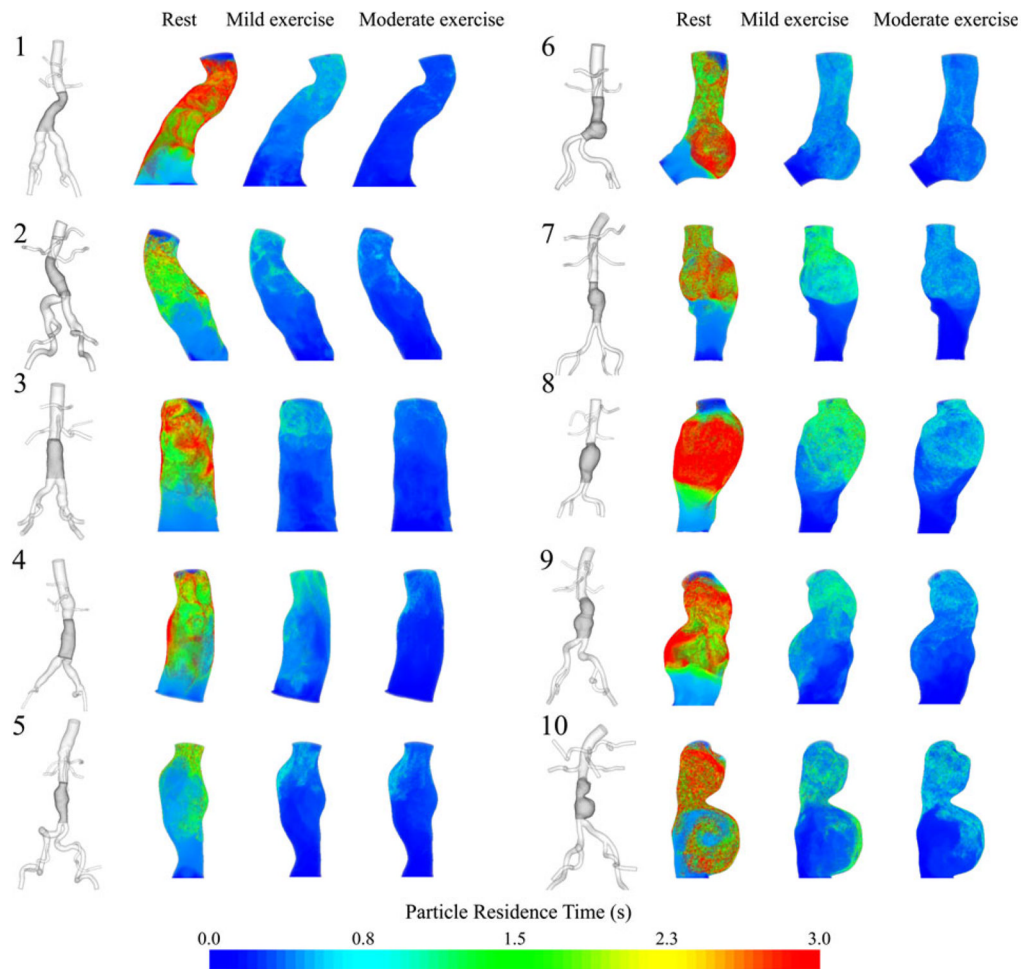 Rest Mild exercise Moderate exercise Rest Mild exercise Moderate exercise
1 6
2 7
3 8
4 9
5 10
Particle Residence Time (s)
0.0 0.8 1.5 2.3 3.0